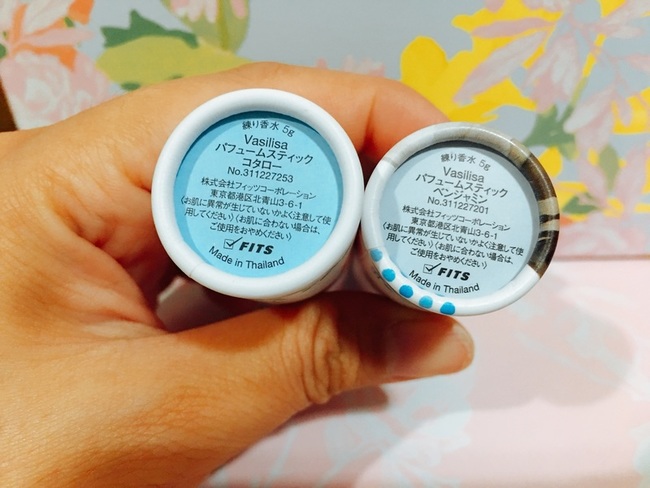 練り香水 5g
Vasilisa
パフュームスティック
コタロー
No.311227253
株式会社フィッツコーポレーション
東京都港区北青山3-6-1
(お肌に異常が生じていないかよく注意して使
用してください)(お肌に合わない場合は、
ご使用をおやめください)
FITS
Made in Thailand
練り香水 5g
Vasilisa
パフュームスティック
ベンジャミン
No.311227201
株式会社フィッツコーポレーション
東京都港区北青山3-6-1
(お肌に異常が生じていないかよく注意して使
用してください)(お肌に合わない場合は、
ご使用をおやめください)
FITS
Made in Thailand